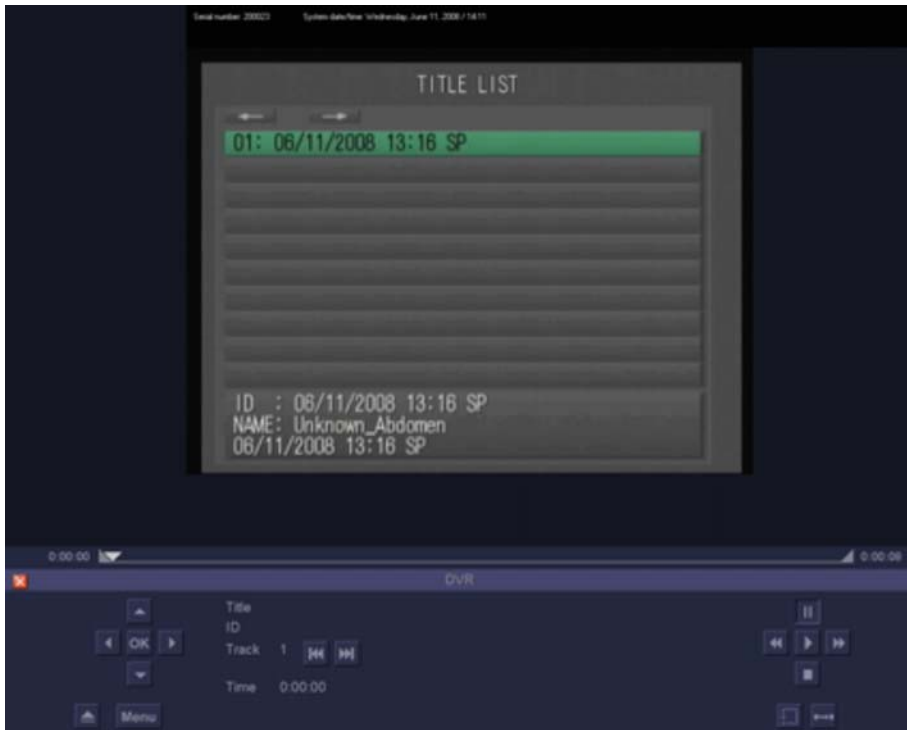 Serial number: 200023 System date/time: Wednesday, June 11, 2008 / 14:11
TITLE LIST
01: 06/11/2008 13:16 SP
ID : 06/11/2008 13:16 SP
NAME: Unknown_Abdomen
06/11/2008 13:16 SP
0:00:00 0:00:08
DVR
Title
ID
OK
Track 1
Time 0:00:00
Menu